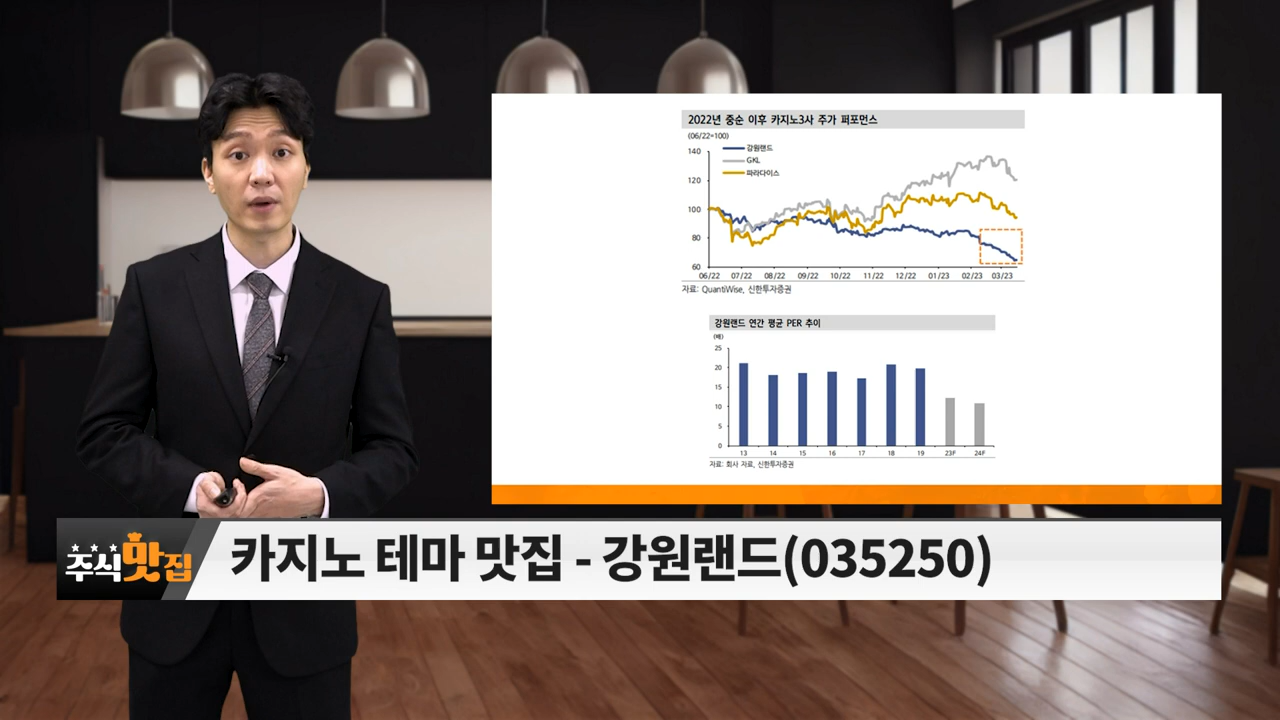 2022년 중순 이후 카지노3사 주가 퍼포먼스
(06/22=100)
140
120
100
80
60
강원랜드
GKL
파라다이스
06/22 07/22 08/22 09/22 10/22 11/22 12/22 01/23 02/23 03/23
자료: QuantiWise, 신한투자증권
강원랜드 연간 평균 PER 추이
(배)
25
20
15
10
5
0
13 14 15 16 17 18 19 23F 24F
자료: 회사 자료, 신한투자증권
주식맛집
카지노 테마 맛집 - 강원랜드(035250)